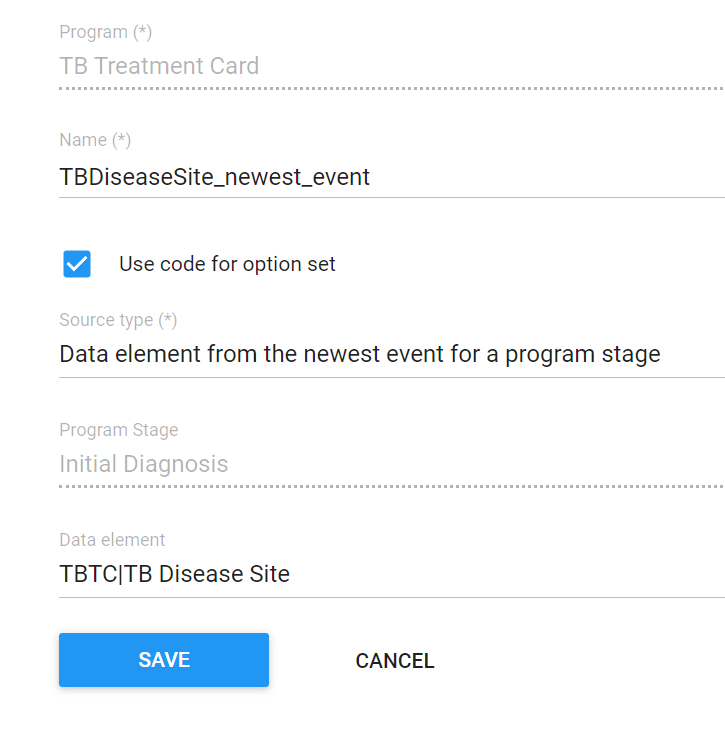 Program (*)
TB Treatment Card
Name (*)
TBDiseaseSite_newest_event
Use code for option set
Source type (*)
Data element from the newest event for a program stage
Program Stage
Initial Diagnosis
Data element
TBTC|TB Disease Site
SAVE CANCEL